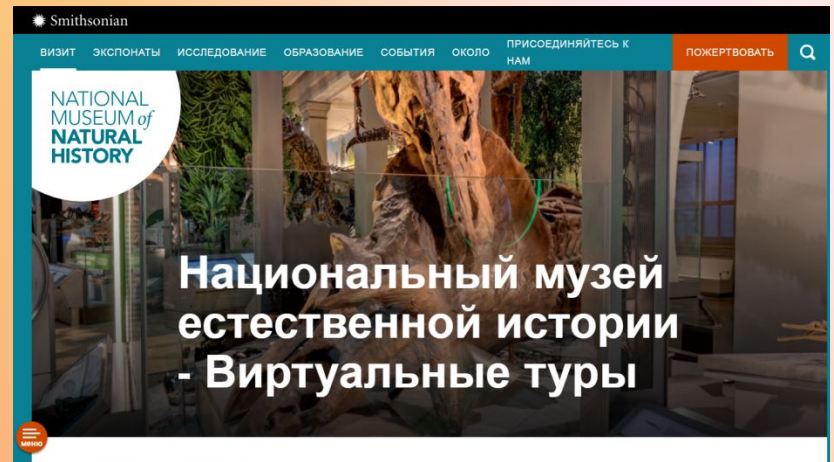 Smithsonian
ВИЗИТ ЭКСПОНАТЫ ИССЛЕДОВАНИЕ ОБРАЗОВАНИЕ СОБЫТИЯ ОКОЛО ПРИСОЕДИНЯЙТЕСЬ К
НАМ
ПОЖЕРТВОВАТЬ
NATIONAL
MUSEUM of
NATURAL
HISTORY
Национальный музей
естественной истории
- Виртуальные туры
меню